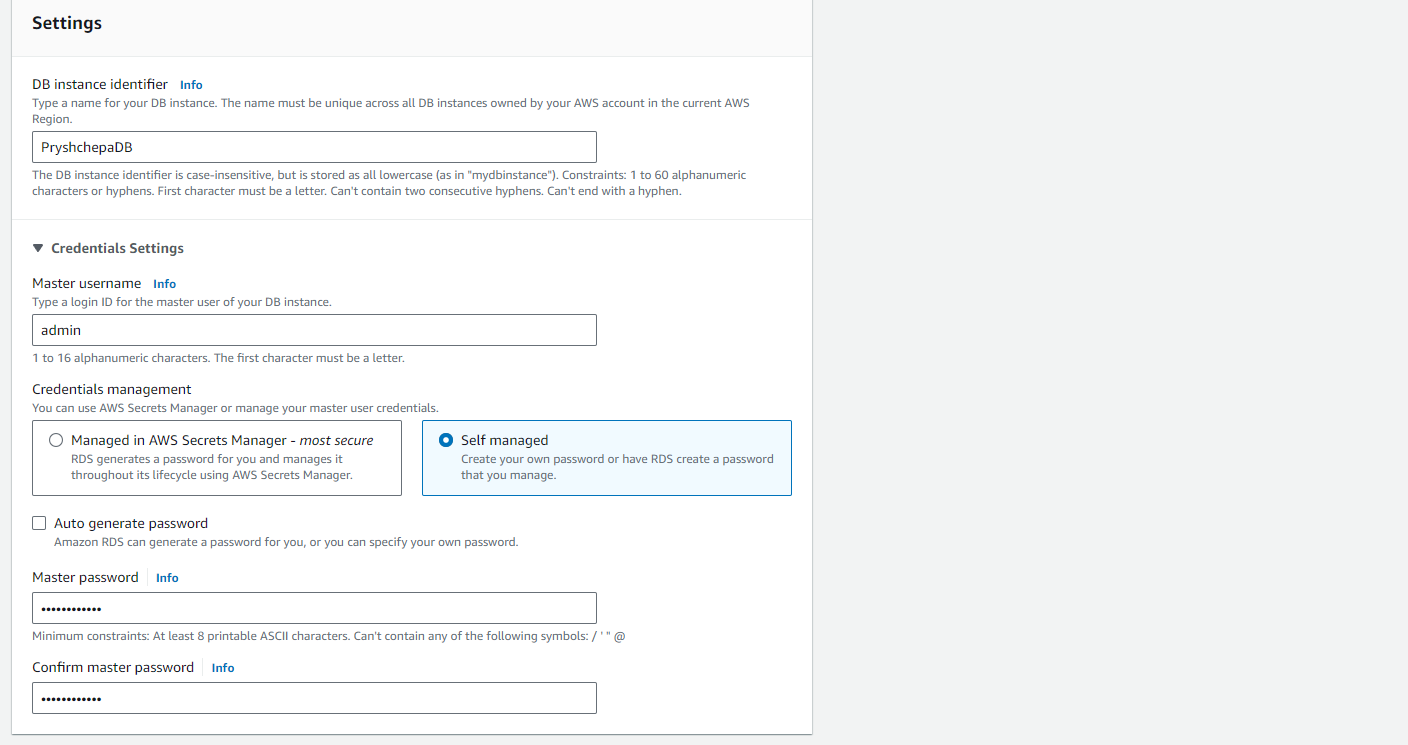 Settings
DB instance identifier Info
Type a name for your DB instance. The name must be unique across all DB instances owned by your AWS account in the current AWS
Region.
PryshchepaDB
The DB instance identifier is case-insensitive, but is stored as all lowercase (as in "mydbinstance"). Constraints: 1 to 60 alphanumeric
characters or hyphens. First character must be a letter. Can't contain two consecutive hyphens. Can't end with a hyphen.
Credentials Settings
Master username Info
Type a login ID for the master user of your DB instance.
admin
1 to 16 alphanumeric characters. The first character must be a letter.
Credentials management
You can use AWS Secrets Manager or manage your master user credentials.
Managed in AWS Secrets Manager - most secure
RDS generates a password for you and manages it
throughout its lifecycle using AWS Secrets Manager.
Self managed
Create your own password or have RDS create a password
that you manage.
Auto generate password
Amazon RDS can generate a password for you, or you can specify your own password.
Master password Info
••••••••••••
Minimum constraints: At least 8 printable ASCII characters. Can't contain any of the following symbols: / ' " @
Confirm master password Info
••••••••••••